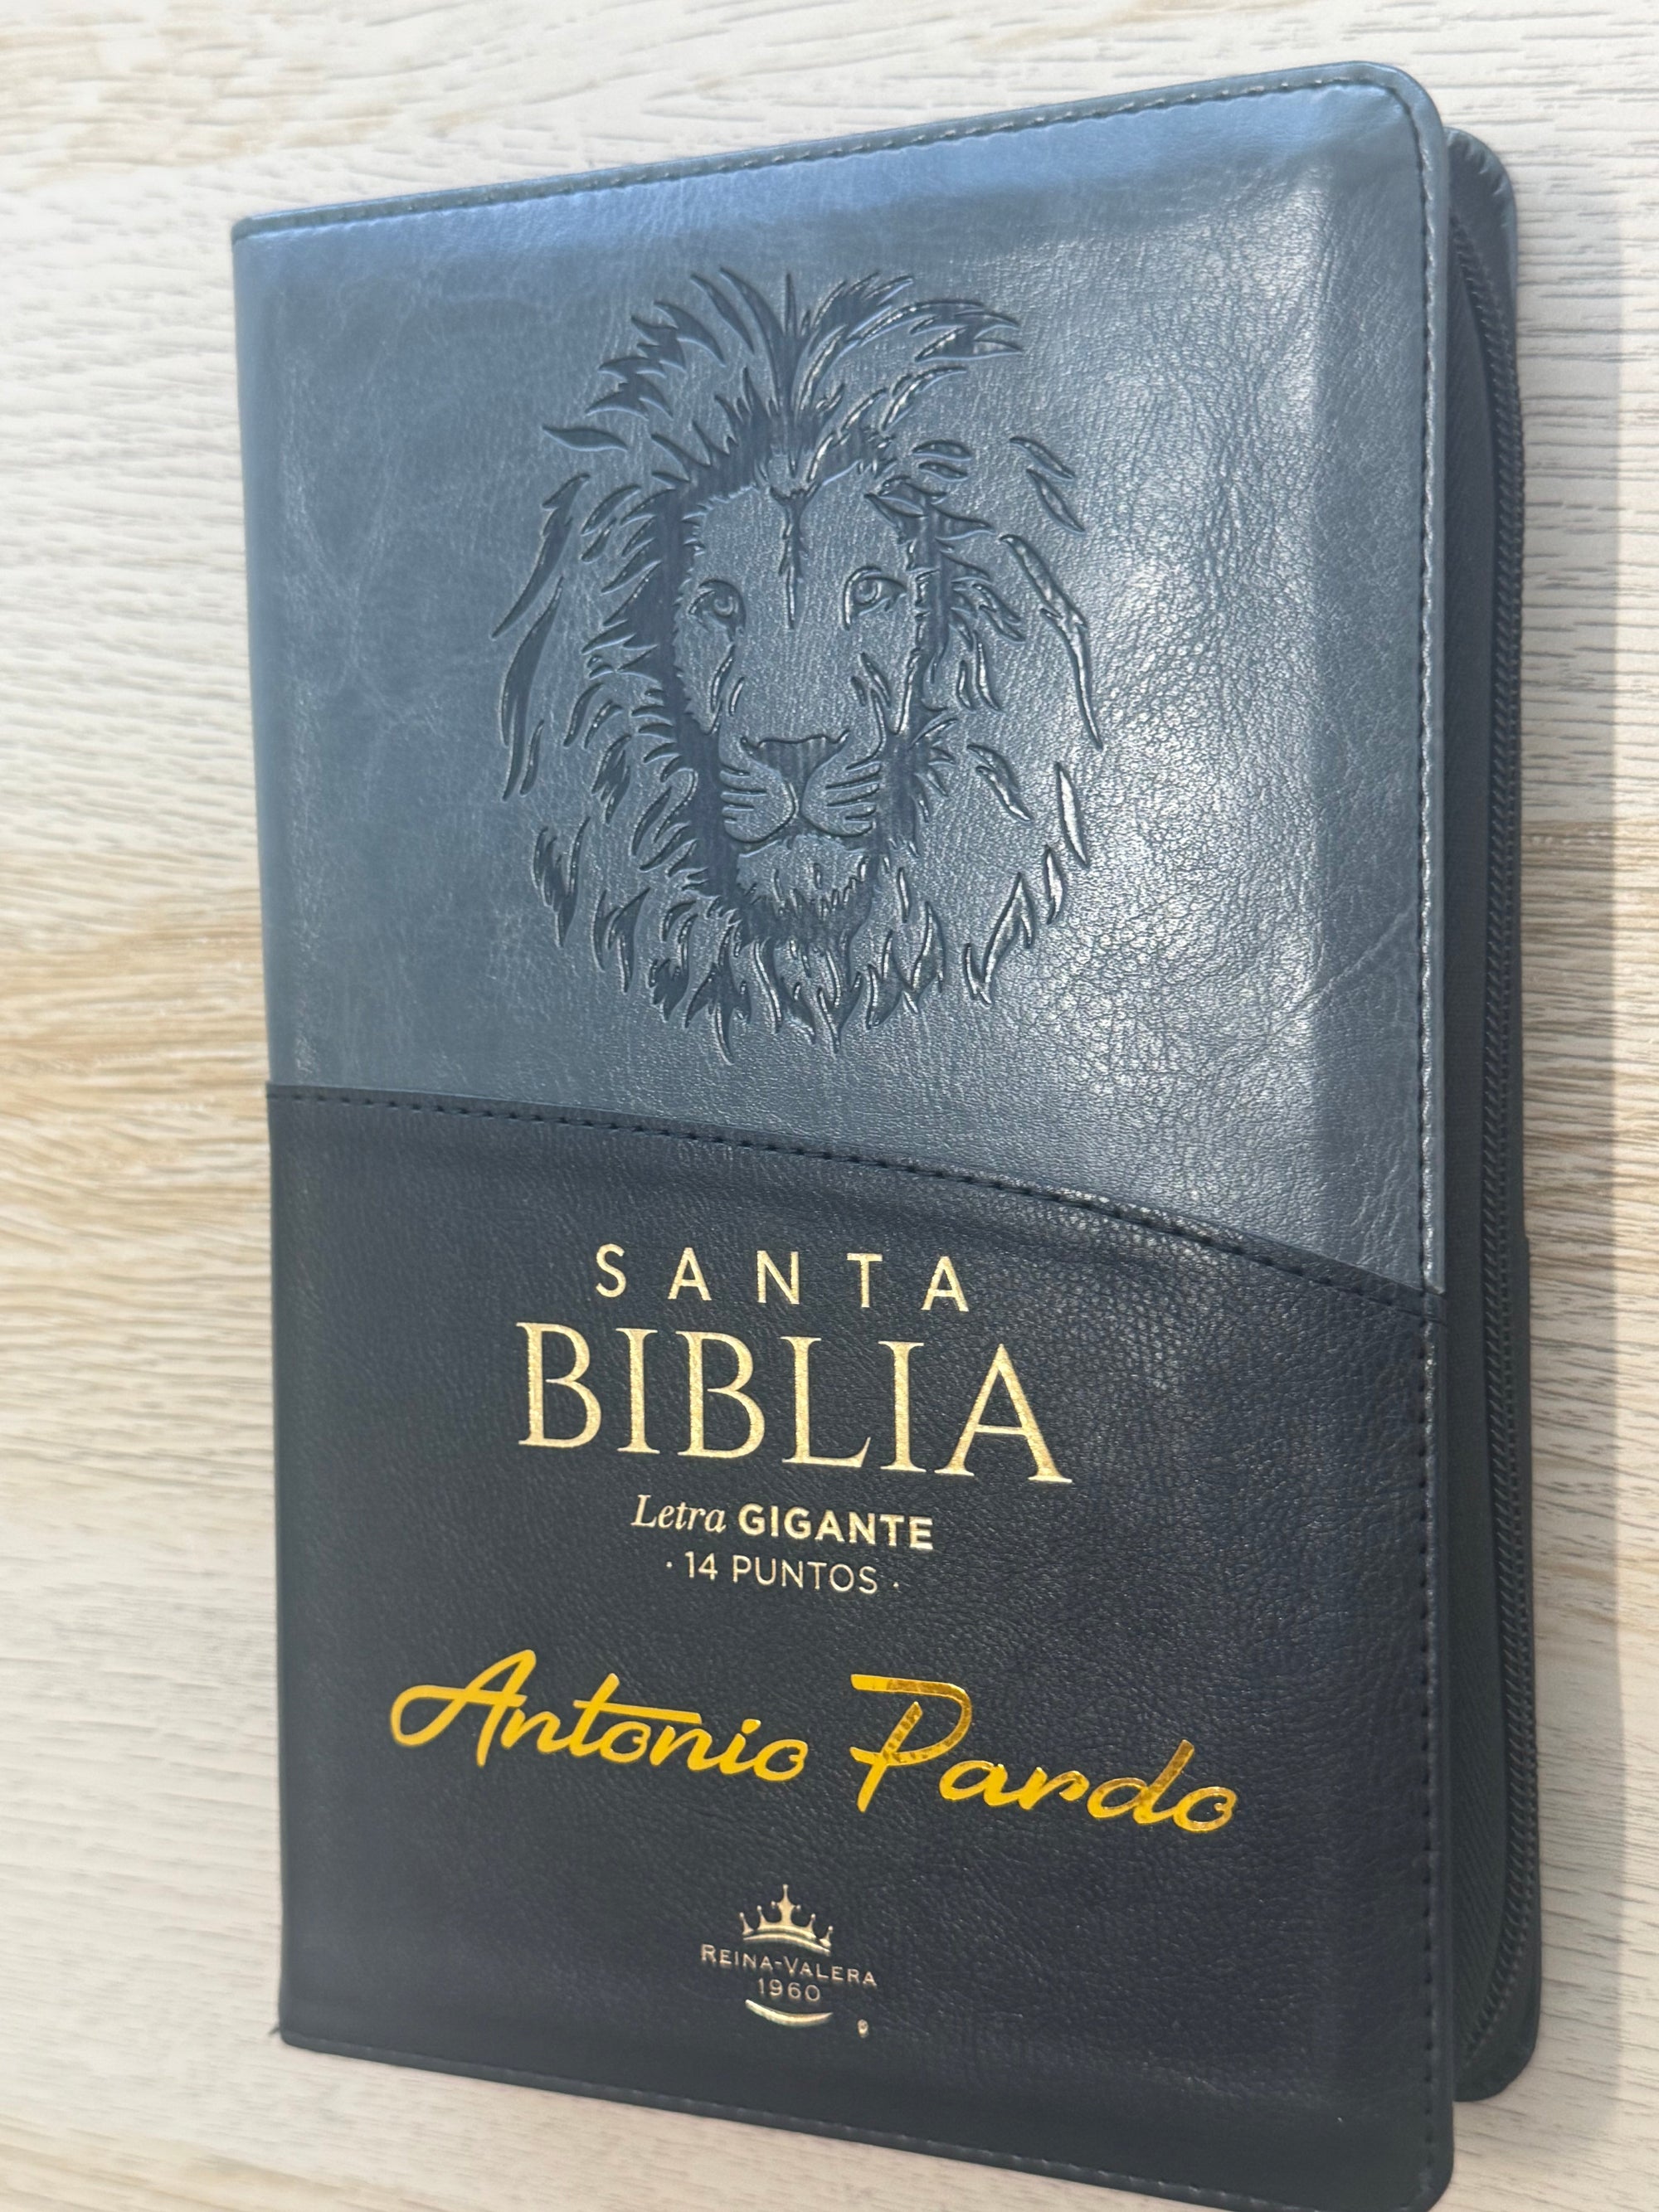 SANTA
BIBLIA
Letra GIGANTE
· 14 PUNTOS ·
Antonio Pardo
REINA-VALERA
1960